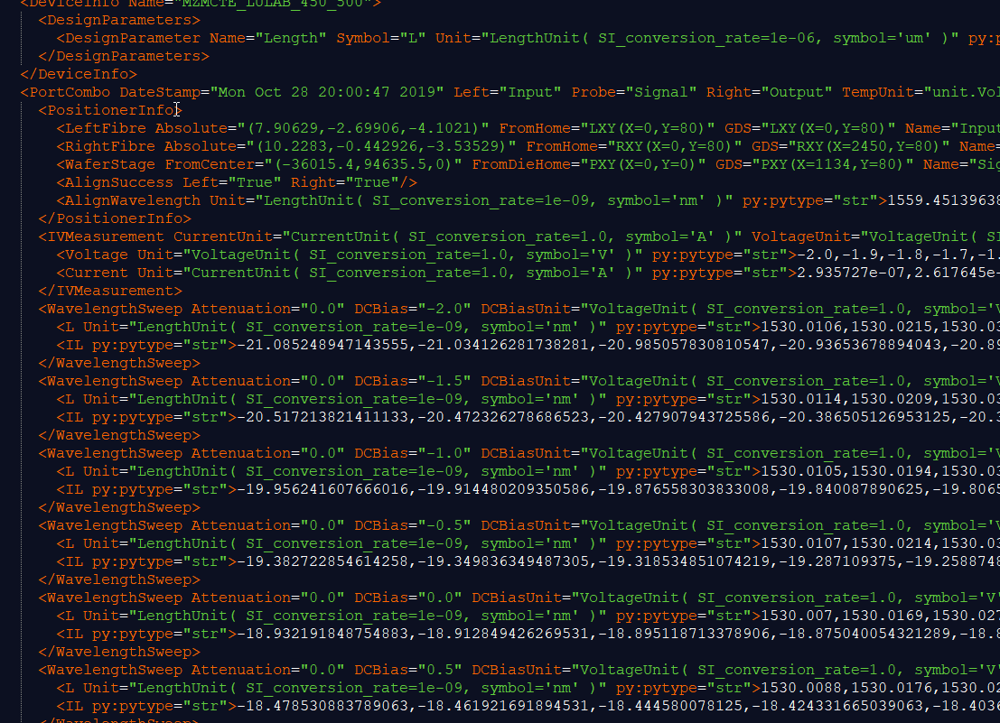 <DeviceInfo Name="MZMCTE_LULAB_450_500">
<DesignParameters>
<DesignParameter Name="Length" Symbol="L" Unit="LengthUnit( SI_conversion_rate=1e-06, symbol='um' )" py:p
</DesignParameters>
</DeviceInfo>
<PortCombo DateStamp="Mon Oct 28 20:00:47 2019" Left="Input" Probe="Signal" Right="Output" TempUnit="unit.Vol
<PositionerInfo>
<LeftFibre Absolute="(7.90629,-2.69906,-4.1021)" FromHome="LXY(X=0,Y=80)" GDS="LXY(X=0,Y=80)" Name="Input
<RightFibre Absolute="(10.2283,-0.442926,-3.53529)" FromHome="RXY(X=0,Y=80)" GDS="RXY(X=2450,Y=80)" Name=
<WaferStage FromCenter="(-36015.4,94635.5,0)" FromDieHome="PXY(X=0,Y=0)" GDS="PXY(X=1134,Y=80)" Name="Sig
<AlignSuccess Left="True" Right="True"/>
<AlignWavelength Unit="LengthUnit( SI_conversion_rate=1e-09, symbol='nm' )" py:pytype="str">1559.45139638
</PositionerInfo>
<IVMeasurement CurrentUnit="CurrentUnit( SI_conversion_rate=1.0, symbol='A' )" VoltageUnit="VoltageUnit( SI
<Voltage Unit="VoltageUnit( SI_conversion_rate=1.0, symbol='V' )" py:pytype="str">-2.0,-1.9,-1.8,-1.7,-1.
<Current Unit="CurrentUnit( SI_conversion_rate=1.0, symbol='A' )" py:pytype="str">2.935727e-07,2.617645e-
</IVMeasurement>
<WavelengthSweep Attenuation="0.0" DCBias="-2.0" DCBiasUnit="VoltageUnit( SI_conversion_rate=1.0, symbol='V
<L Unit="LengthUnit( SI_conversion_rate=1e-09, symbol='nm' )" py:pytype="str">1530.0106,1530.0215,1530.03
<IL py:pytype="str">-21.085248947143555,-21.034126281738281,-20.985057830810547,-20.93653678894043,-20.89
</WavelengthSweep>
<WavelengthSweep Attenuation="0.0" DCBias="-1.5" DCBiasUnit="VoltageUnit( SI_conversion_rate=1.0, symbol='V
<L Unit="LengthUnit( SI_conversion_rate=1e-09, symbol='nm' )" py:pytype="str">1530.0114,1530.0209,1530.03
<IL py:pytype="str">-20.517213821411133,-20.472326278686523,-20.427907943725586,-20.386505126953125,-20.3
</WavelengthSweep>
<WavelengthSweep Attenuation="0.0" DCBias="-1.0" DCBiasUnit="VoltageUnit( SI_conversion_rate=1.0, symbol='V
<L Unit="LengthUnit( SI_conversion_rate=1e-09, symbol='nm' )" py:pytype="str">1530.0105,1530.0194,1530.03
<IL py:pytype="str">-19.956241607666016,-19.914480209350586,-19.876558303833008,-19.840087890625,-19.8065
</WavelengthSweep>
<WavelengthSweep Attenuation="0.0" DCBias="-0.5" DCBiasUnit="VoltageUnit( SI_conversion_rate=1.0, symbol='V
<L Unit="LengthUnit( SI_conversion_rate=1e-09, symbol='nm' )" py:pytype="str">1530.0107,1530.0214,1530.03
<IL py:pytype="str">-19.382722854614258,-19.349836349487305,-19.318534851074219,-19.287109375,-19.2588748
</WavelengthSweep>
<WavelengthSweep Attenuation="0.0" DCBias="0.0" DCBiasUnit="VoltageUnit( SI_conversion_rate=1.0, symbol='V'
<L Unit="LengthUnit( SI_conversion_rate=1e-09, symbol='nm' )" py:pytype="str">1530.007,1530.0169,1530.027
<IL py:pytype="str">-18.932191848754883,-18.912849426269531,-18.895118713378906,-18.875040054321289,-18.8
</WavelengthSweep>
<WavelengthSweep Attenuation="0.0" DCBias="0.5" DCBiasUnit="VoltageUnit( SI_conversion_rate=1.0, symbol='V'
<L Unit="LengthUnit( SI_conversion_rate=1e-09, symbol='nm' )" py:pytype="str">1530.0088,1530.0176,1530.02
<IL py:pytype="str">-18.478530883789063,-18.461921691894531,-18.444580078125,-18.424331665039063,-18.4036
</WavelengthSweep>